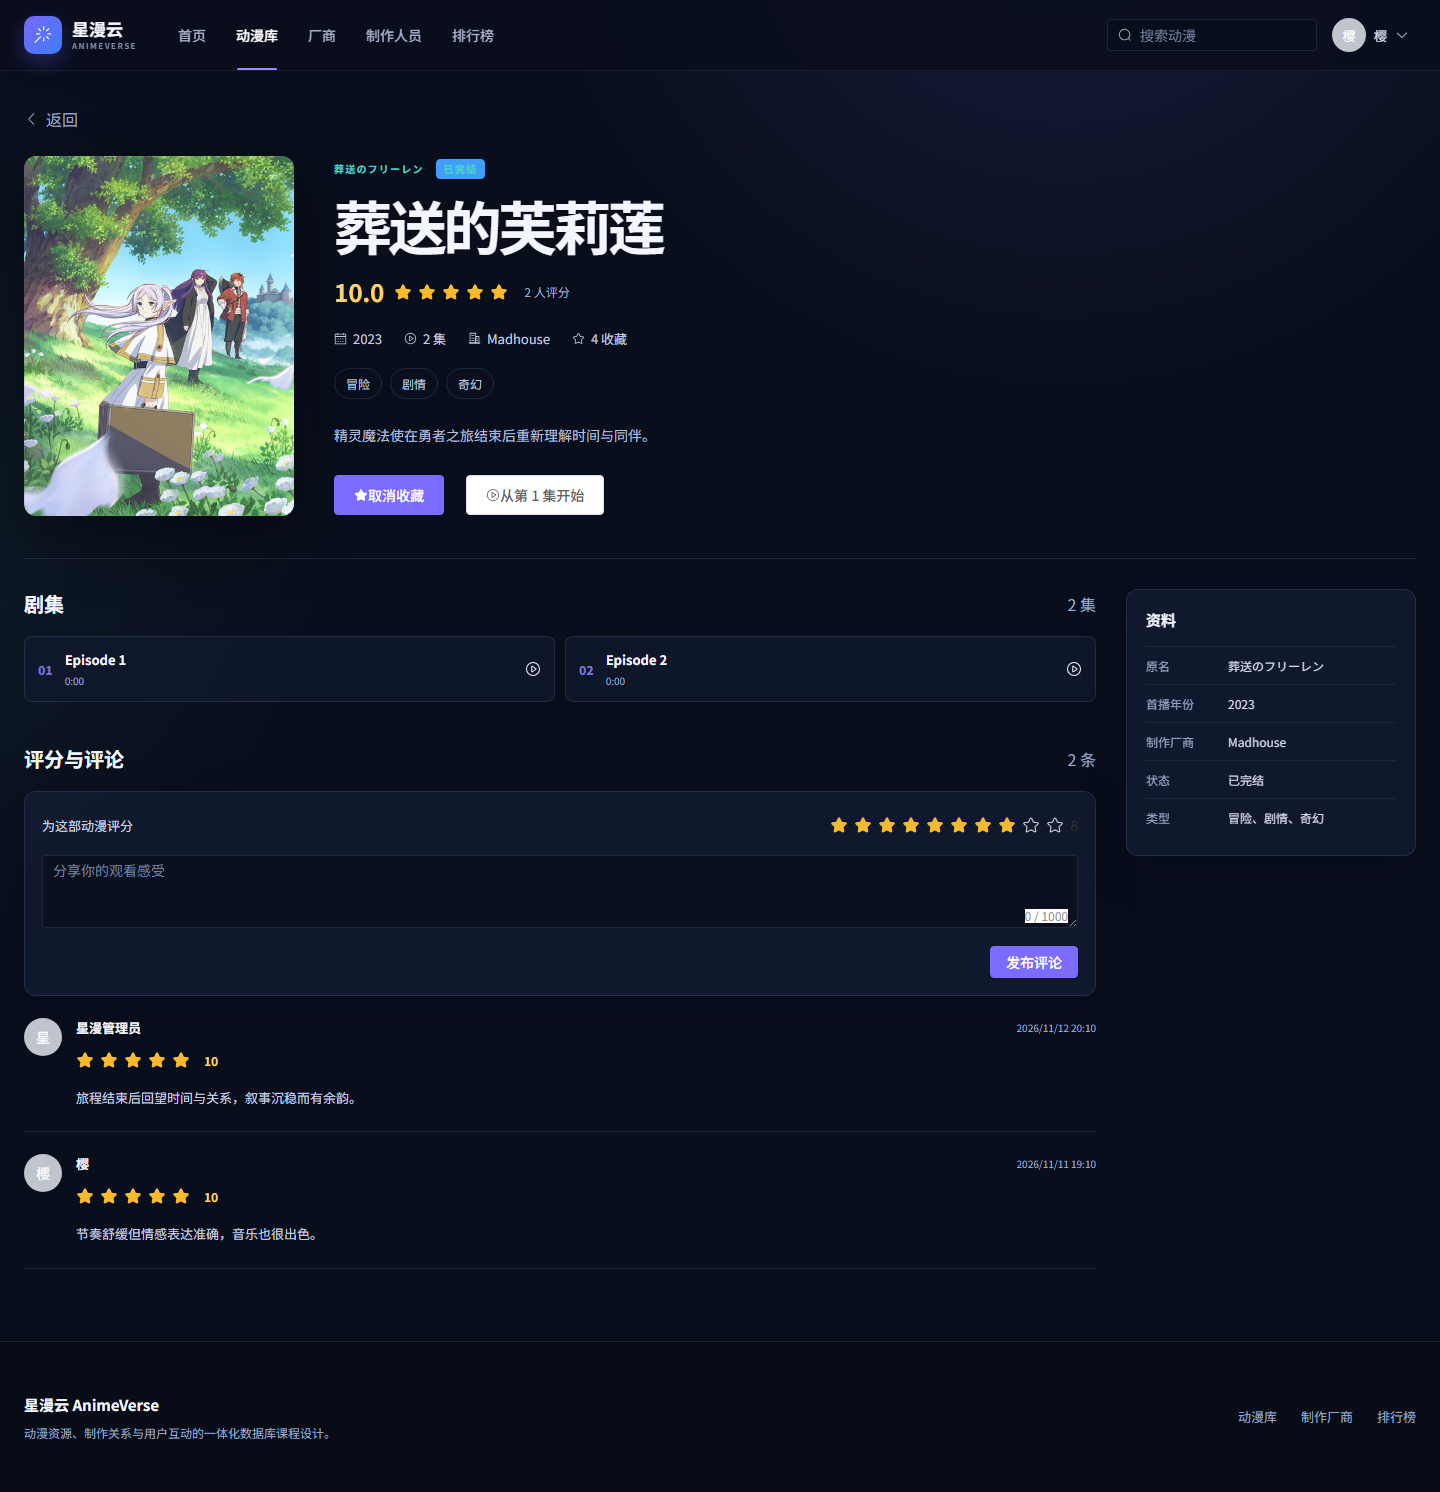 星漫云
ANIMEVERSE
首页
动漫库
厂商
制作人员
排行榜
搜索动漫
樱
樱
返回
葬送のフリーレン
已完结
葬送的芙莉莲
10.0
2 人评分
2023
2 集
Madhouse
4 收藏
冒险
剧情
奇幻
精灵魔法使在勇者之旅结束后重新理解时间与同伴。
取消收藏
从第 1 集开始
剧集
2 集
01
Episode 1
0:00
02
Episode 2
0:00
资料
原名
葬送のフリーレン
首播年份
2023
制作厂商
Madhouse
状态
已完结
类型
冒险、剧情、奇幻
评分与评论
2 条
为这部动漫评分
8
分享你的观看感受
0 / 1000
发布评论
星
星漫管理员
2026/11/12 20:10
10
旅程结束后回望时间与关系，叙事沉稳而有余韵。
樱
樱
2026/11/11 19:10
10
节奏舒缓但情感表达准确，音乐也很出色。
星漫云 AnimeVerse
动漫资源、制作关系与用户互动的一体化数据库课程设计。
动漫库
制作厂商
排行榜